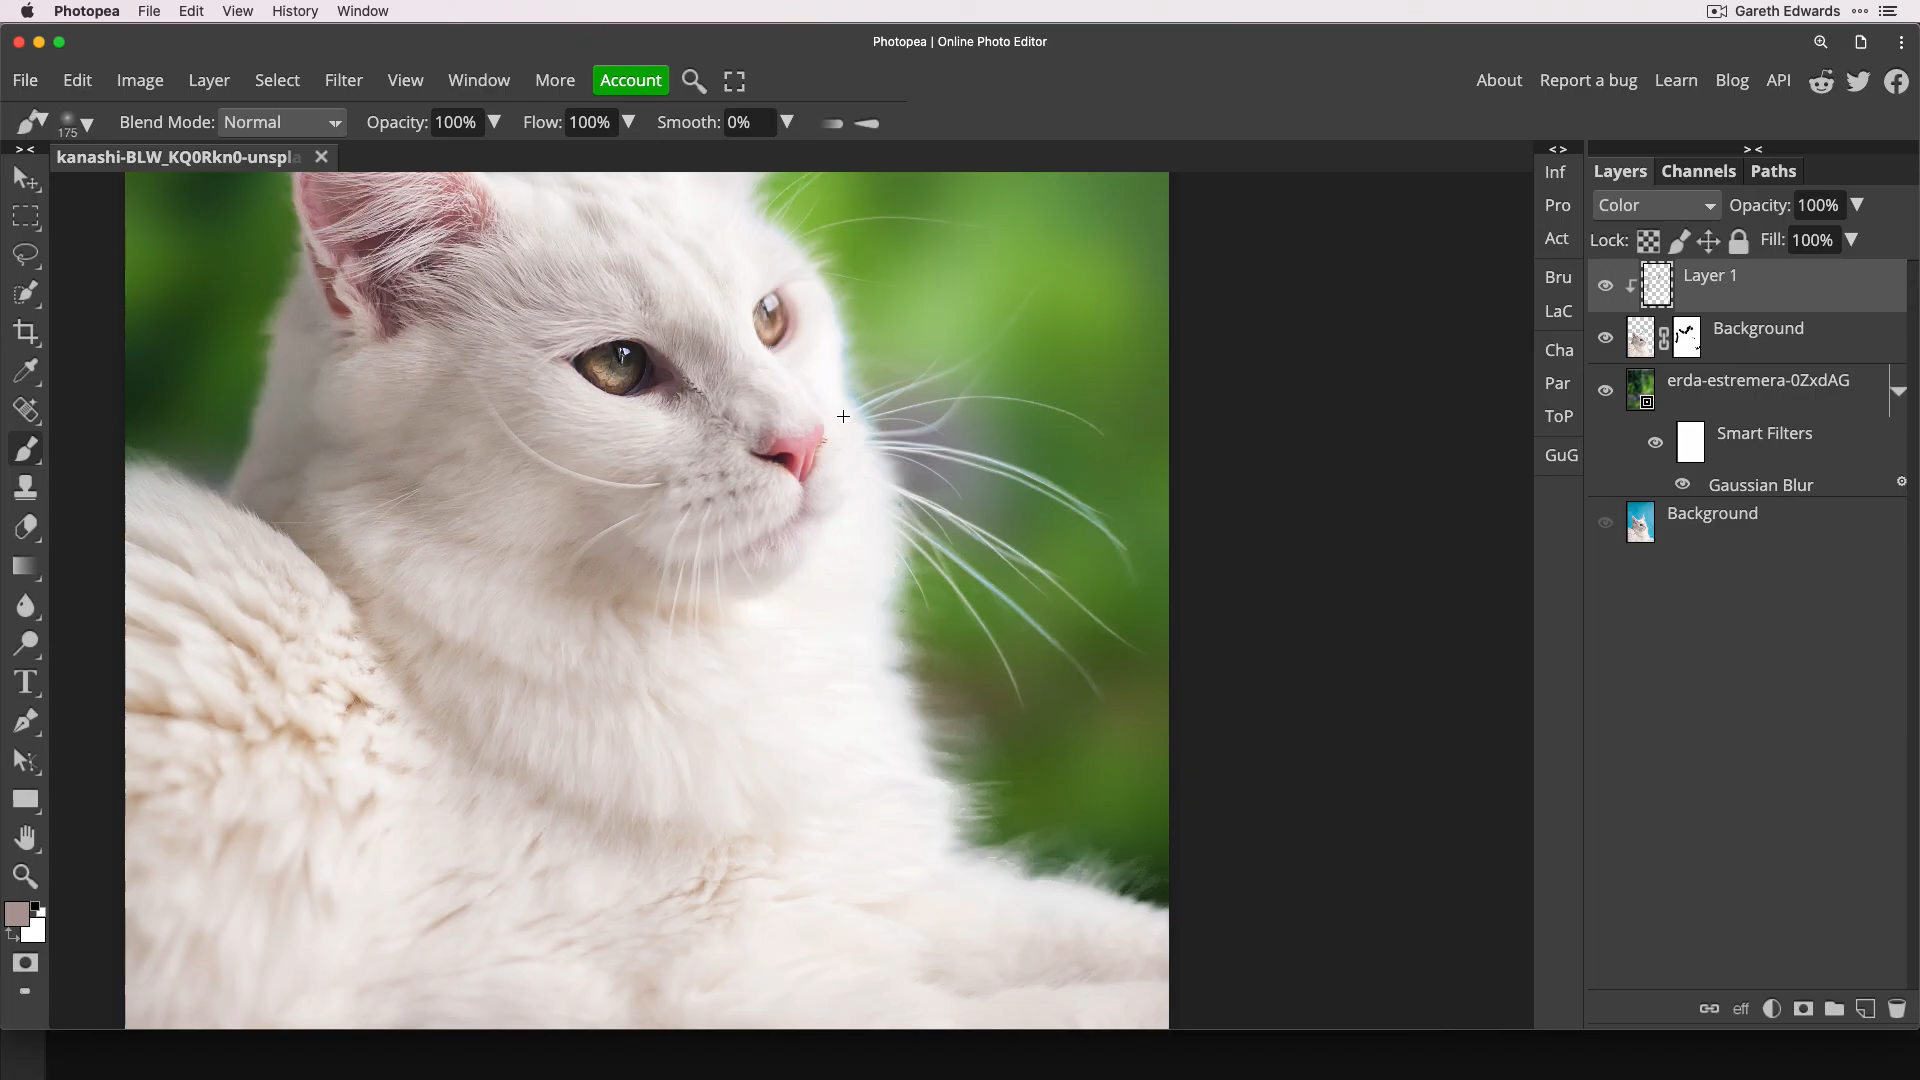 Photopea File Edit View History Window Gareth Edwards
Photopea | Online Photo Editor
File Edit Image Layer Select Filter View Window More Account About Report a bug Learn Blog API
175 Blend Mode: Normal Opacity: 100% Flow: 100% Smooth: 0%
> < kanashi-BLW_KQ0Rkn0-unspla < > > <
Inf
Pro
Act
Bru
LaC
Cha
Par
ToP
GuG
Layers Channels Paths
Color Opacity: 100%
Lock: Fill: 100%
Layer 1
Background
erda-estremera-0ZxdAG
Smart Filters
Gaussian Blur
Background
eff